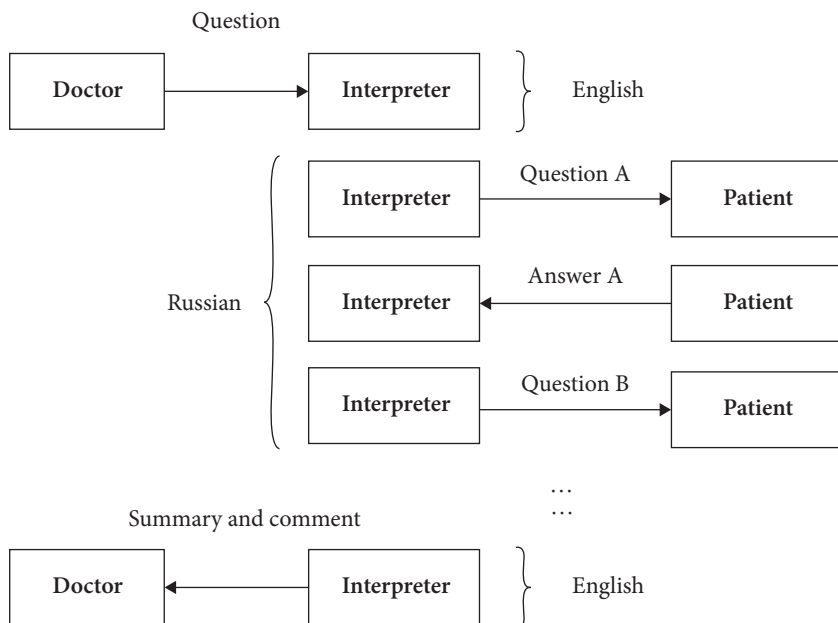 Question
Doctor Interpreter English
Question A
Interpreter Patient
Answer A
Russian Interpreter Patient
Question B
Interpreter Patient
...
...
Summary and comment
Doctor Interpreter English